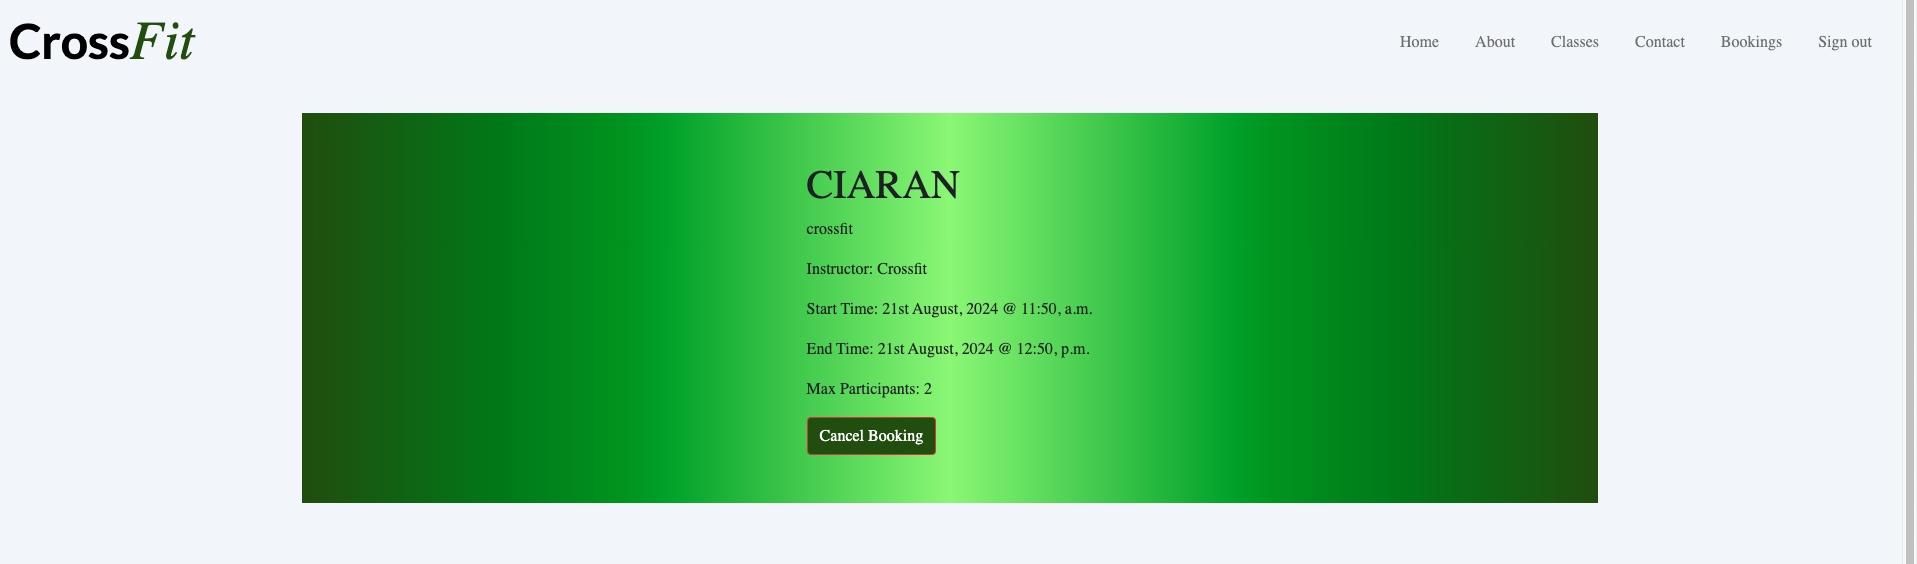 CrossFit
Home About Classes Contact Bookings Sign out
CIARAN
crossfit
Instructor: Crossfit
Start Time: 21st August, 2024 @ 11:50, a.m.
End Time: 21st August, 2024 @ 12:50, p.m.
Max Participants: 2
Cancel Booking